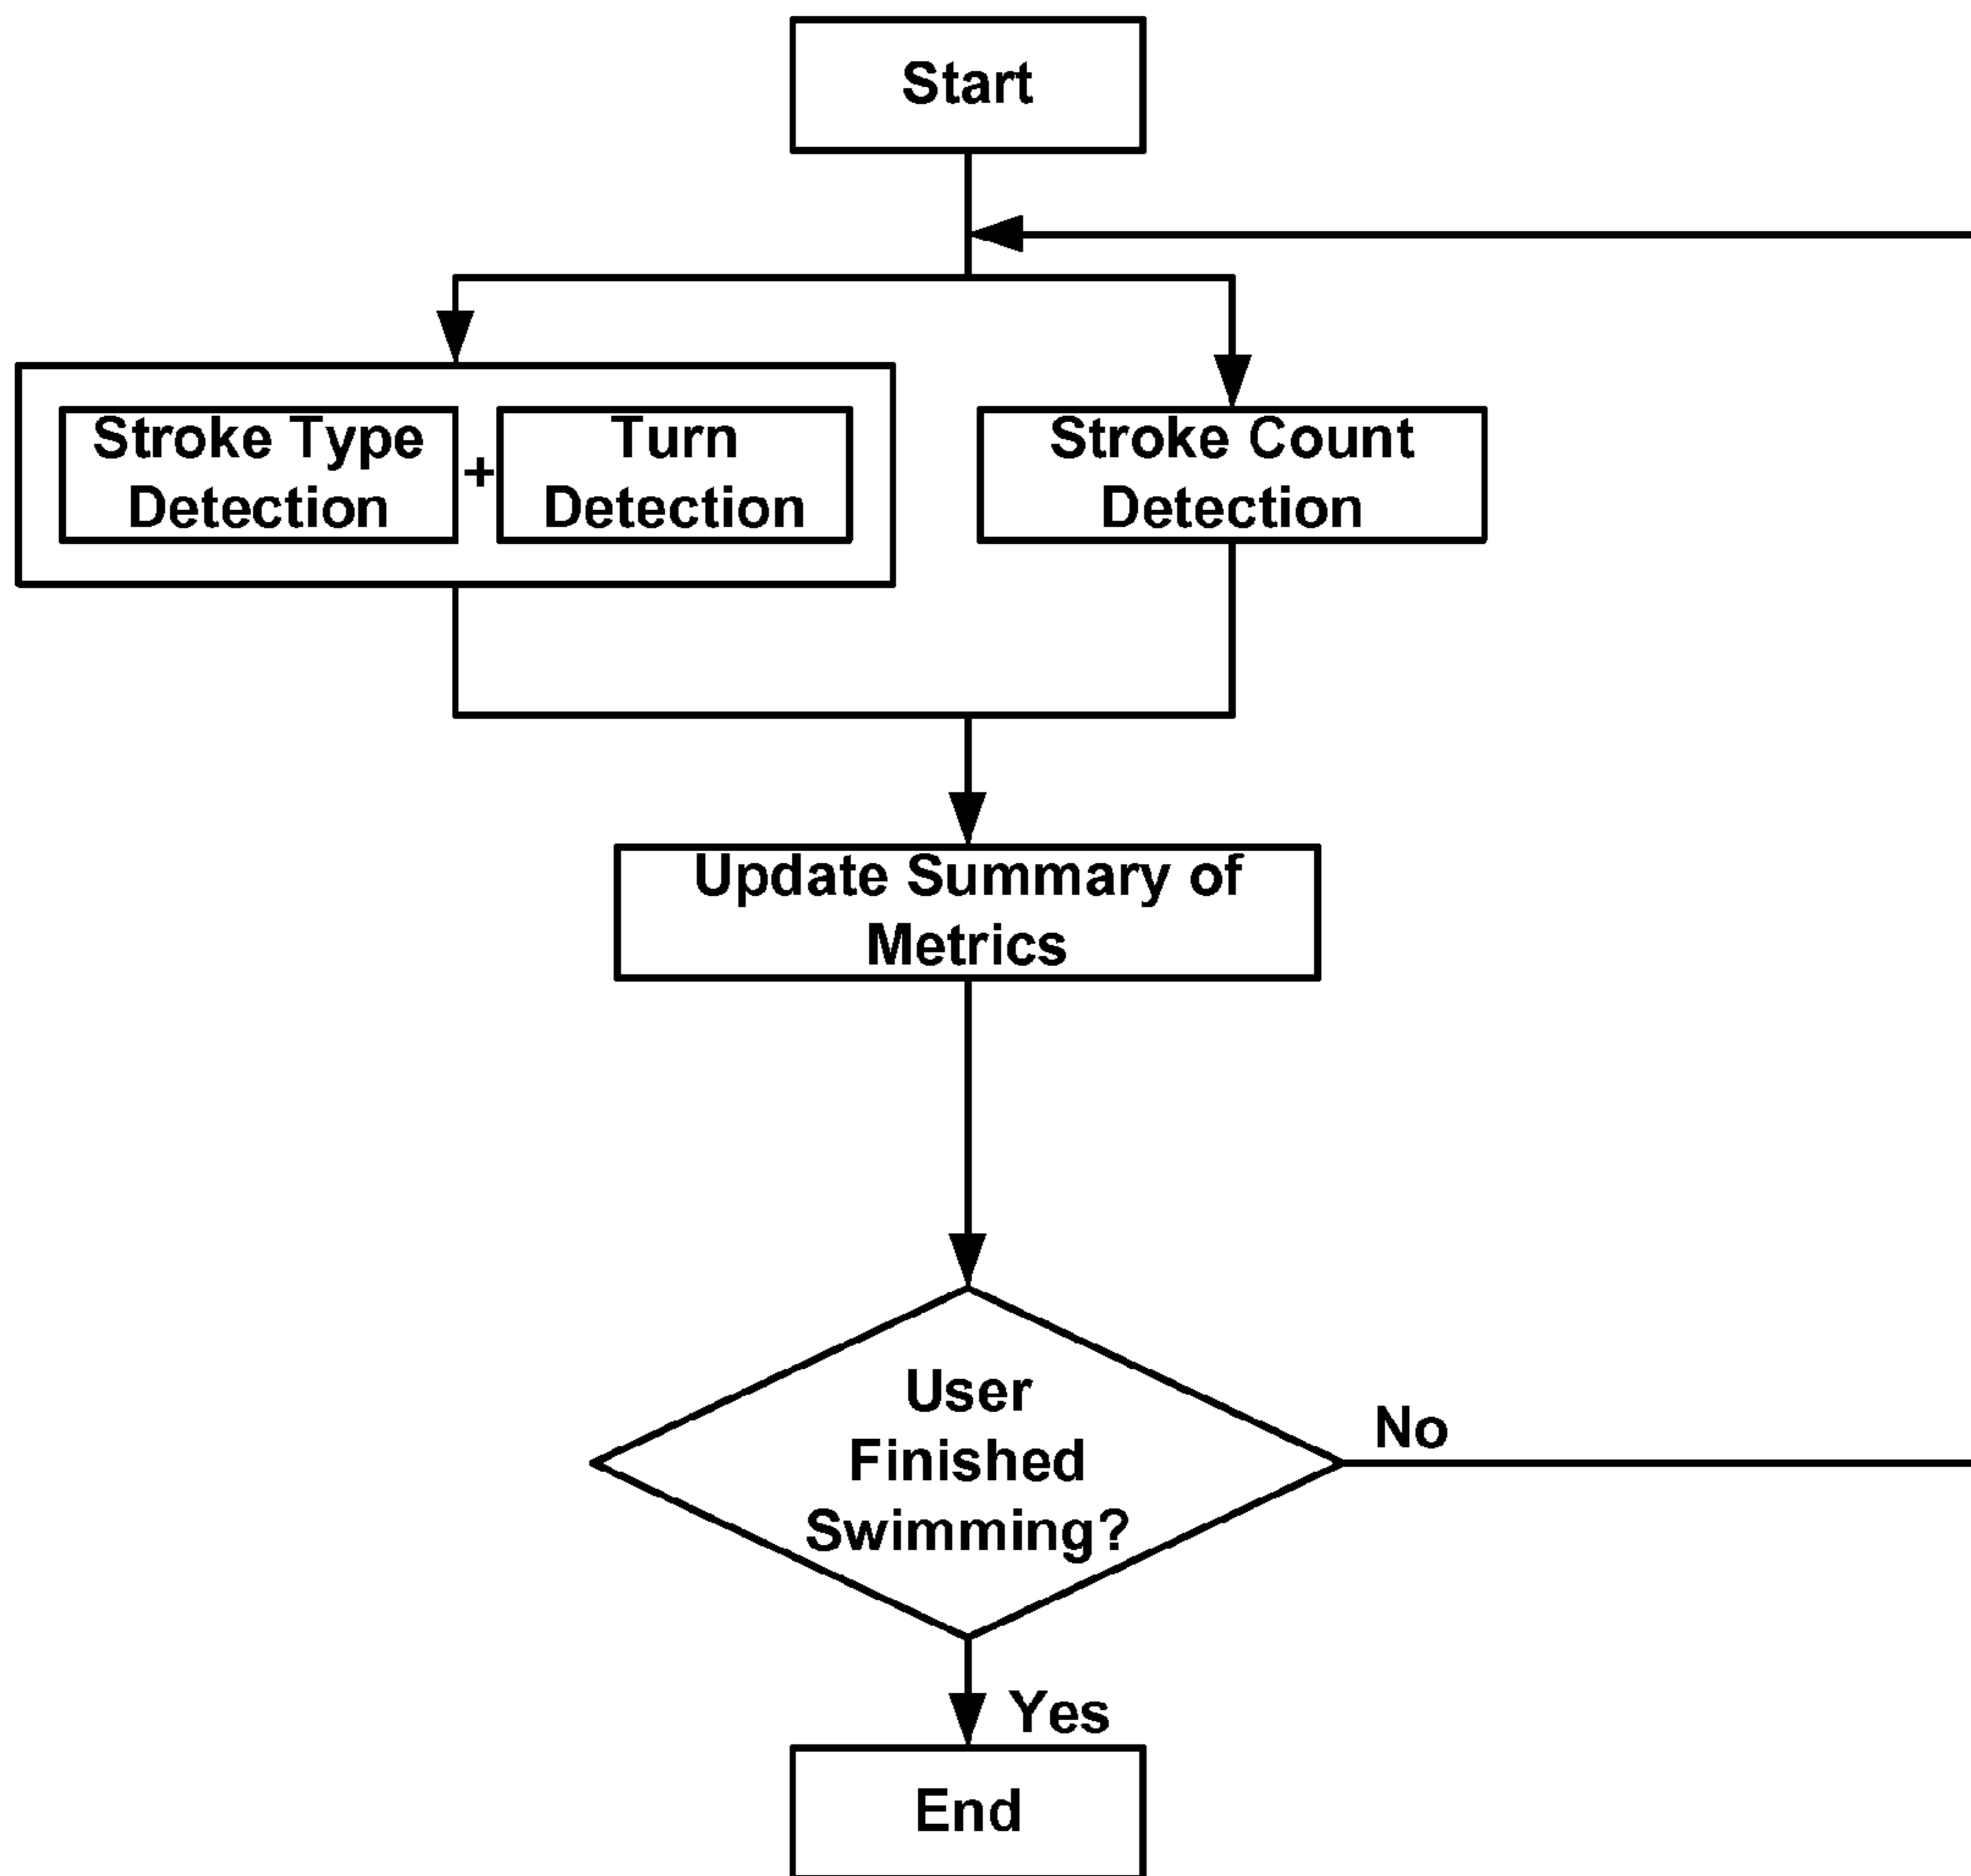 Start
Stroke Type
Detection
+
Turn
Detection
Stroke Count
Detection
Update Summary of
Metrics
User
Finished
Swimming?
No
Yes
End